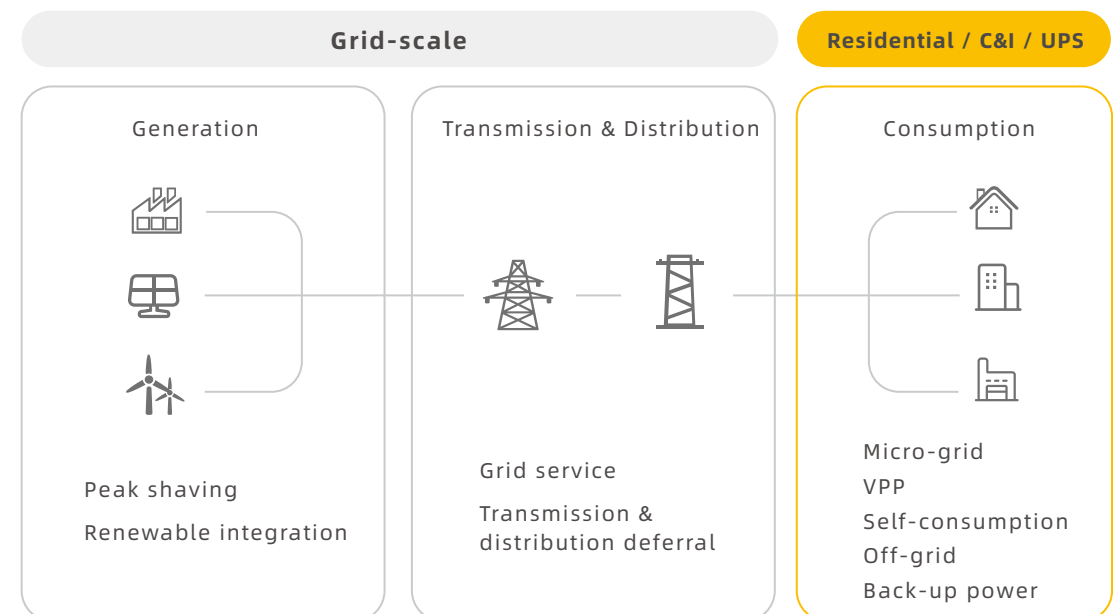 Grid-scale
Residential / C&I / UPS
Generation
Transmission & Distribution
Consumption
Peak shaving
Renewable integration
Grid service
Transmission &
distribution deferral
Micro-grid
VPP
Self-consumption
Off-grid
Back-up power